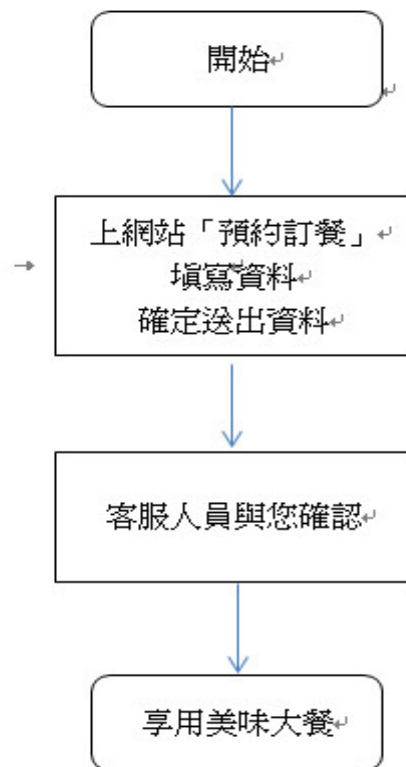 開始
上網站「預約訂餐」
填寫資料
確定送出資料
客服人員與您確認
享用美味大餐